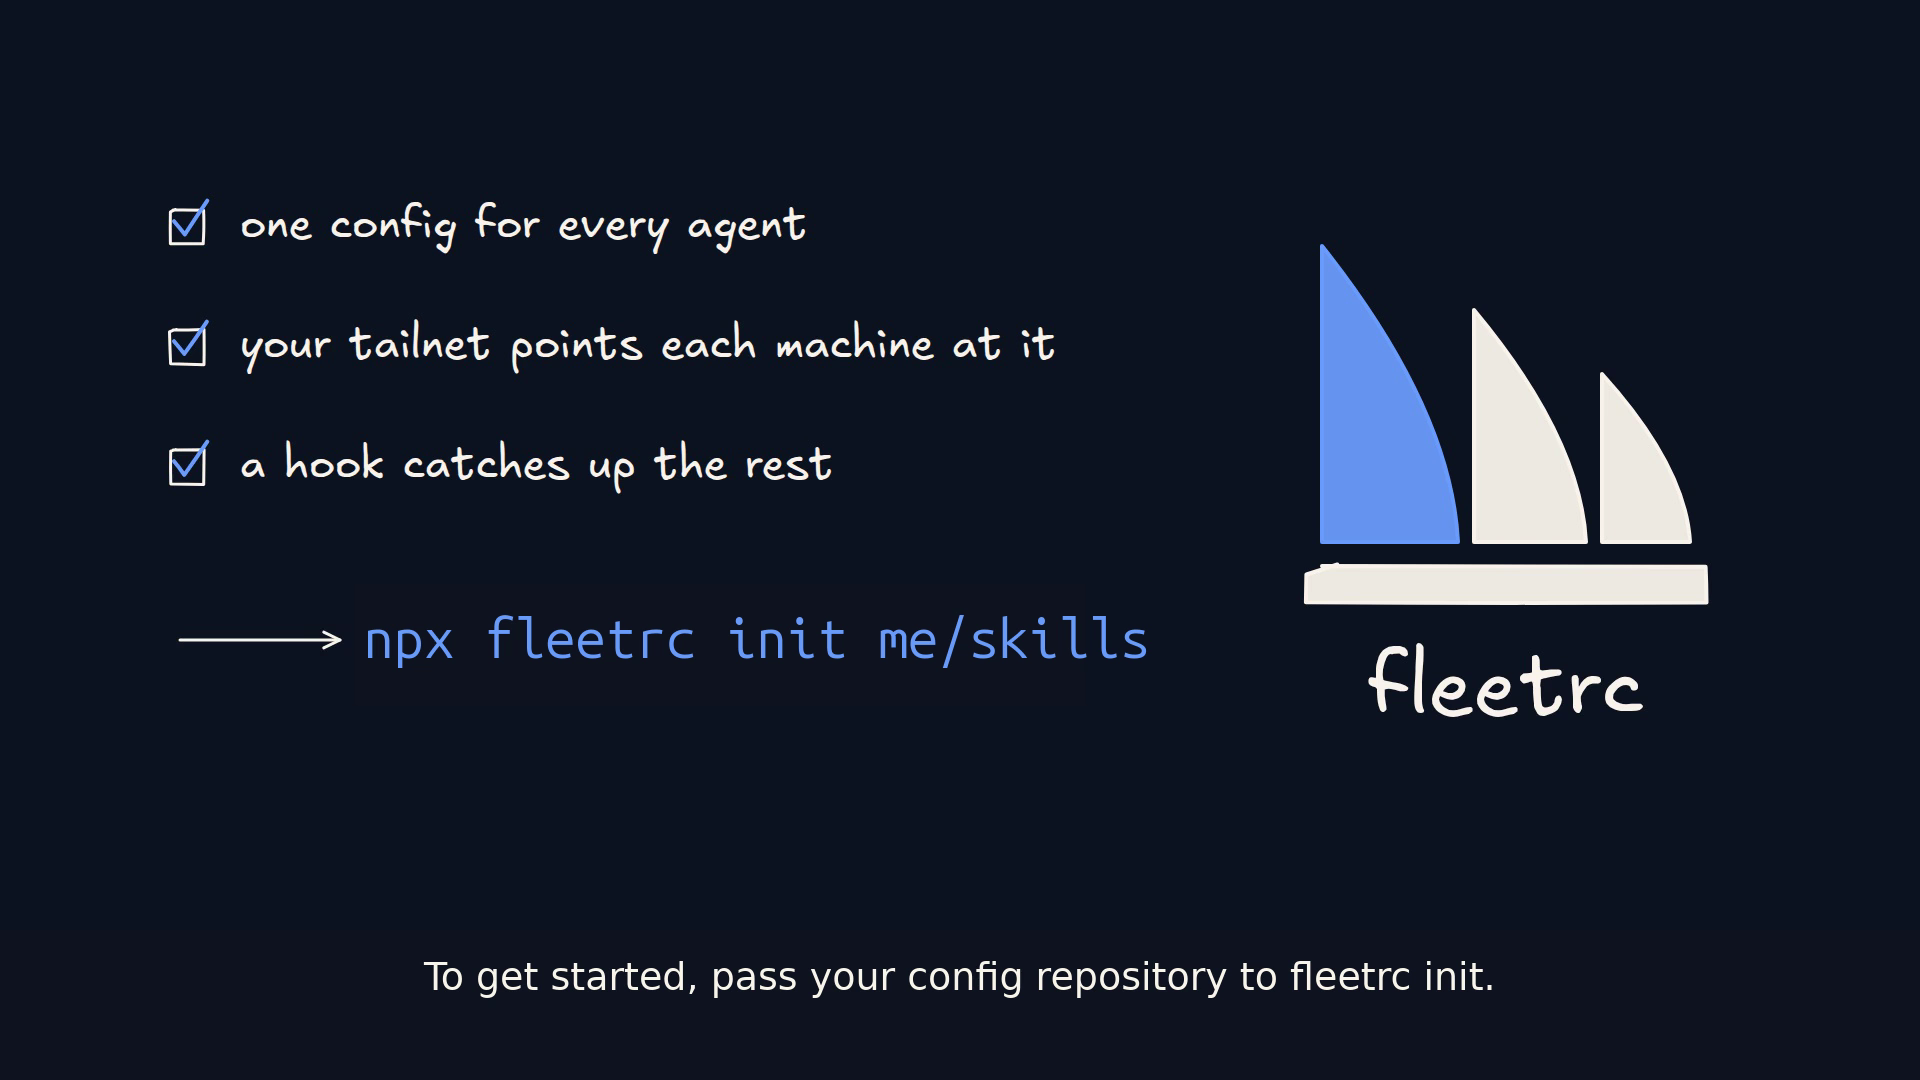 one config for every agent
your tailnet points each machine at it
a hook catches up the rest
npx fleetrc init me/skills
fleetrc
To get started, pass your config repository to fleetrc init.